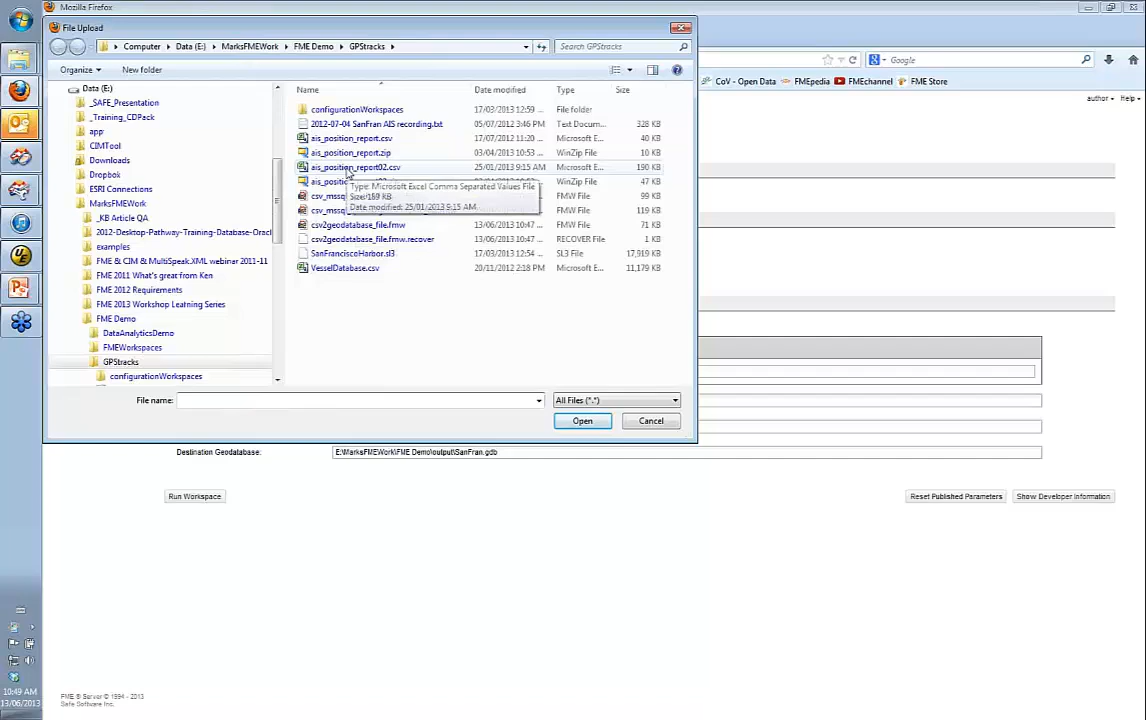 Mozilla Firefox
File Upload
Computer Data (E:) MarksFMEWork FME Demo GPStracks
Search GPStracks
Organize
New folder
Data (E:)
_SAFE_Presentation
_Training_CDPack
app
CIMTool
Downloads
Dropbox
ESRI Connections
MarksFMEWork
_KB Article QA
2012-Desktop-Pathway-Training-Database-Oracl
examples
FME & CIM & MultiSpeak.XML webinar 2011-11
FME 2011 What's great from Ken
FME 2012 Requirements
FME 2013 Workshop Learning Series
FME Demo
DataAnalyticsDemo
FMEWorkspaces
GPStracks
configurationWorkspaces
Name Date modified Type Size
configurationWorkspaces 17/03/2013 12:59 ... File folder
2012-07-04 SanFran AIS recording.txt 05/07/2012 3:46 PM Text Docum... 328 KB
ais_position_report.csv 17/07/2012 11:20 ... Microsoft E... 40 KB
ais_position_report.zip 03/04/2013 10:53 ... WinZip File 10 KB
ais_position_report02.csv 25/01/2013 9:15 AM Microsoft E... 190 KB
ais_positi WinZip File 47 KB
csv_mssq FMW File 99 KB
csv_mssq FMW File 119 KB
csv2geodatabase_file.fmw 13/06/2013 10:47 ... FMW File 71 KB
csv2geodatabase_file.fmw.recover 13/06/2013 10:47 ... RECOVER File 1 KB
SanFranciscoHarbor.sl3 17/03/2013 12:54 ... SL3 File 17,919 KB
VesselDatabase.csv 20/11/2012 2:18 PM Microsoft E... 11,179 KB
Type: Microsoft Excel Comma Separated Values File
Size: 189 KB
Date modified: 25/01/2013 9:15 AM
File name:
All Files (*.*)
Open
Cancel
Google
CoV - Open Data FMEpedia FMEchannel FME Store
author Help
Destination Geodatabase: E:\MarksFMEWork\FME Demo\output\SanFran.gdb
Run Workspace
Reset Published Parameters
Show Developer Information
FME ® Server © 1994 - 2013
Safe Software Inc.
10:49 AM
13/06/2013